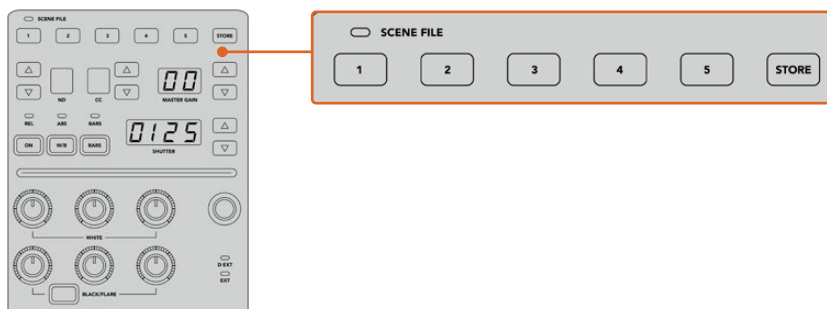 SCENE FILE
1 2 3 4 5 STORE
ND CC MASTER GAIN
00
REL ABS BARS
ON W/B BARS
0125
SHUTTER
WHITE
D-EXT
EXT
BLACK/FLARE
SCENE FILE
1 2 3 4 5 STORE